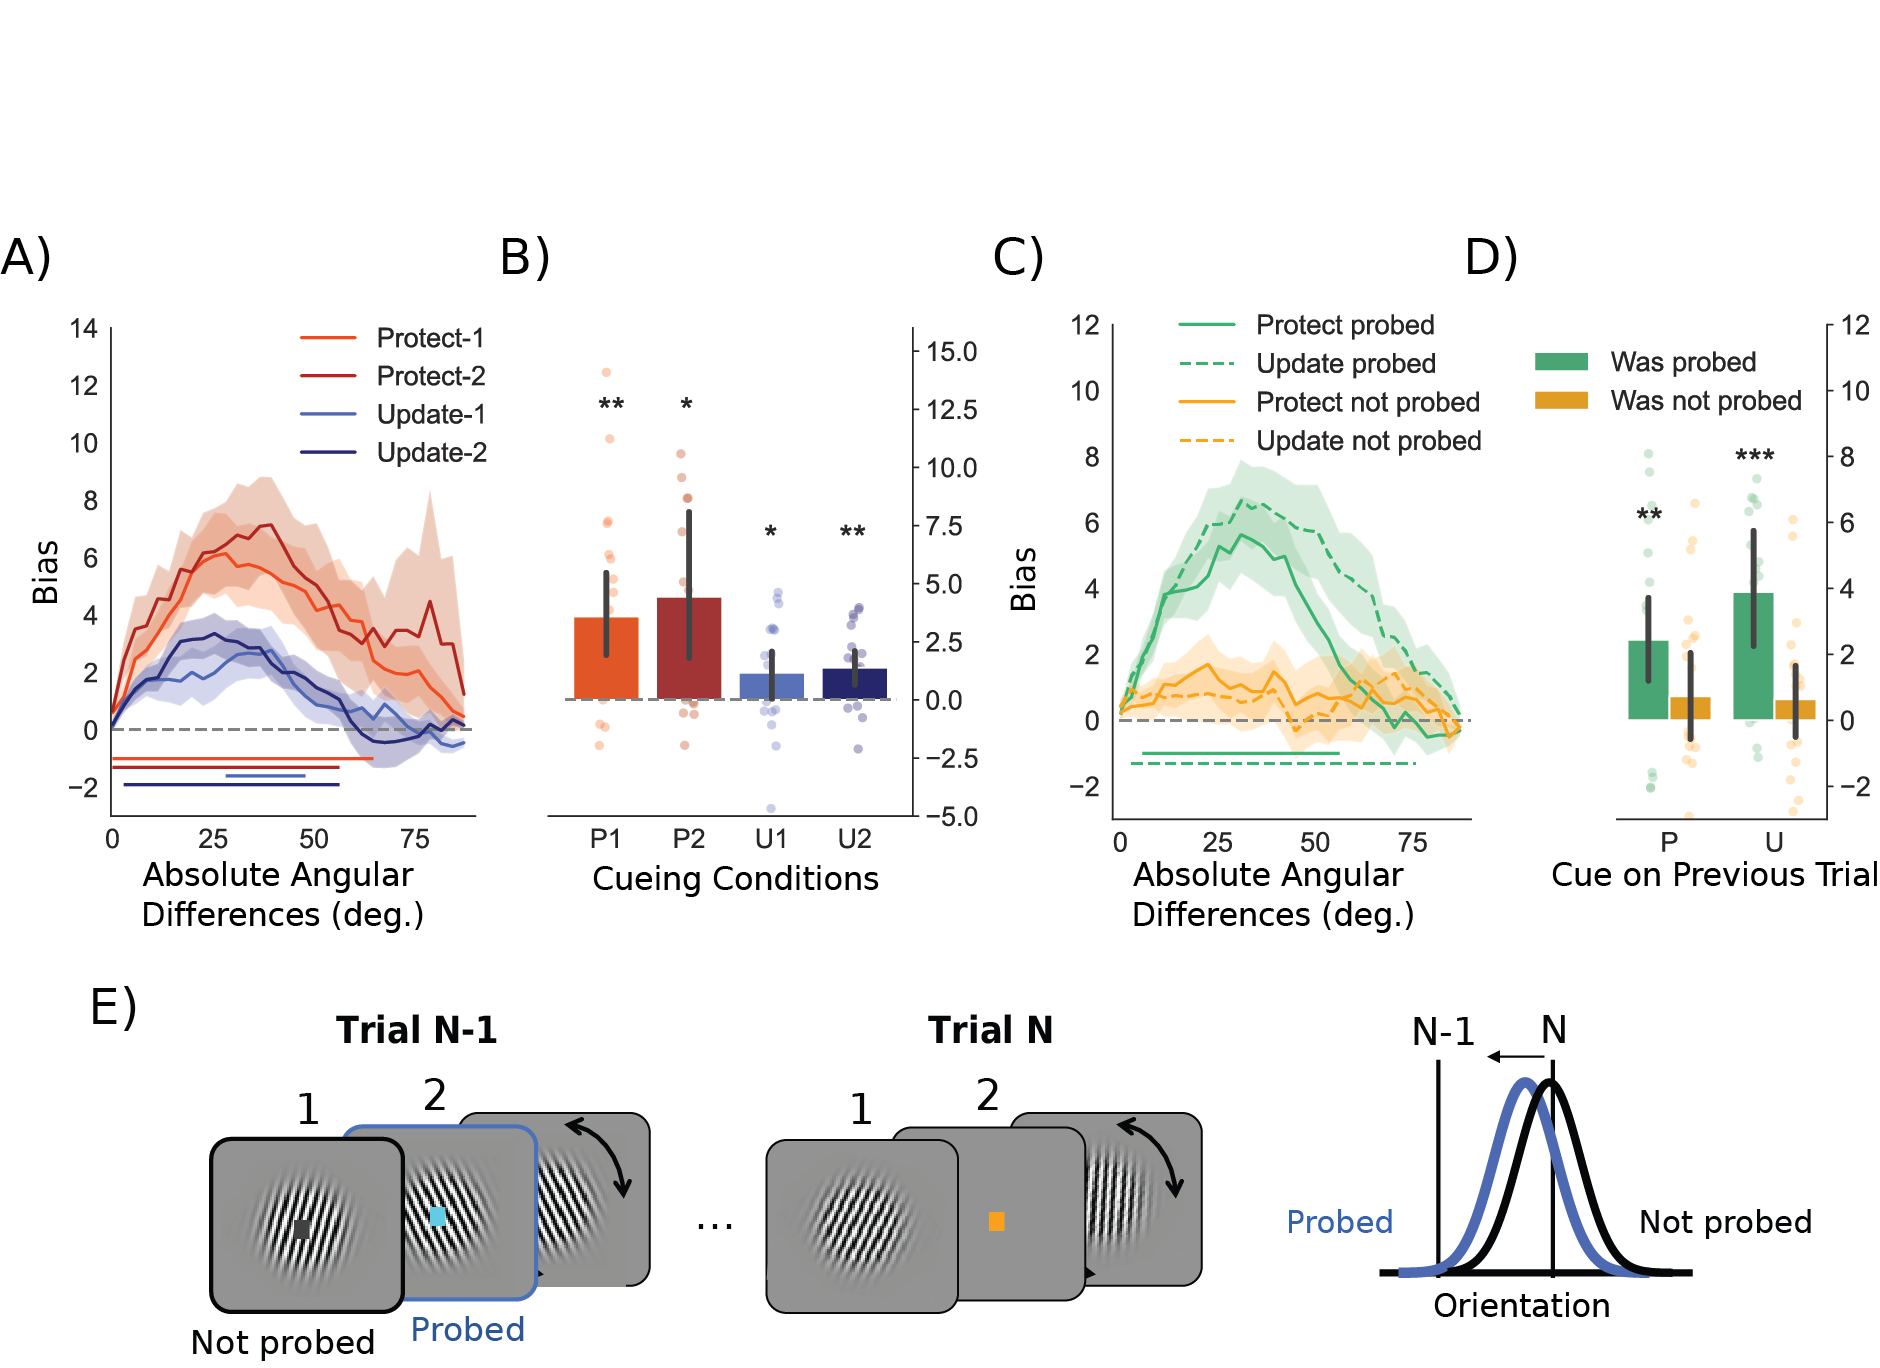 A)
B)
C)
D)
14
12
10
8
6
4
2
0
−2
Bias
Protect-1
Protect-2
Update-1
Update-2
0
25
50
75
Absolute Angular
Differences (deg.)
**
*
*
**
15.0
12.5
10.0
7.5
5.0
2.5
0.0
−2.5
−5.0
P1
P2
U1
U2
Cueing Conditions
12
10
8
6
4
2
0
−2
Bias
Protect probed
Update probed
Protect not probed
Update not probed
0
25
50
75
Absolute Angular
Differences (deg.)
Was probed
Was not probed
**
***
12
10
8
6
4
2
0
−2
P
U
Cue on Previous Trial
E)
Trial N-1
1
2
Not probed
Probed
...
Trial N
1
2
N-1
N
Probed
Not probed
Orientation